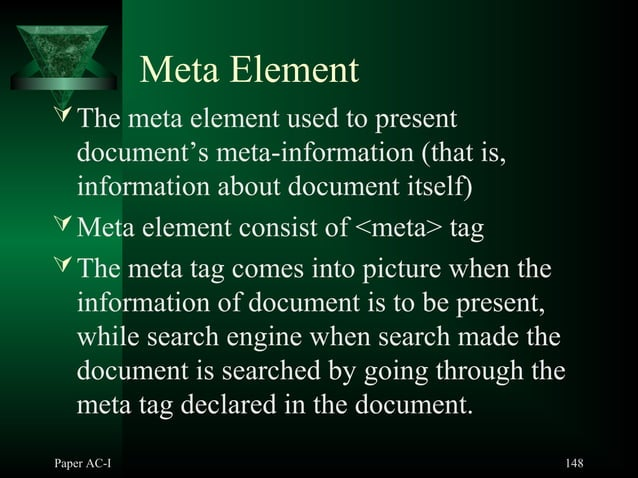 Meta Element
The meta element used to present
document’s meta-information (that is,
information about document itself)
Meta element consist of <meta> tag
The meta tag comes into picture when the
information of document is to be present,
while search engine when search made the
document is searched by going through the
meta tag declared in the document.
Paper AC-I
148